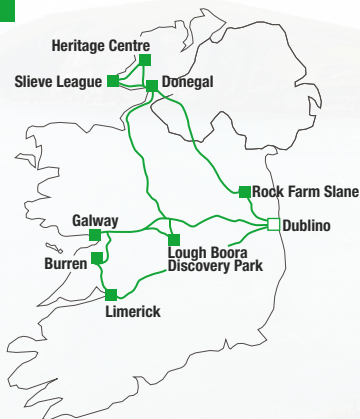 Heritage Centre
Slieve League
Donegal
Rock Farm Slane
Galway
Dublino
Lough Boora
Discovery Park
Burren
Limerick